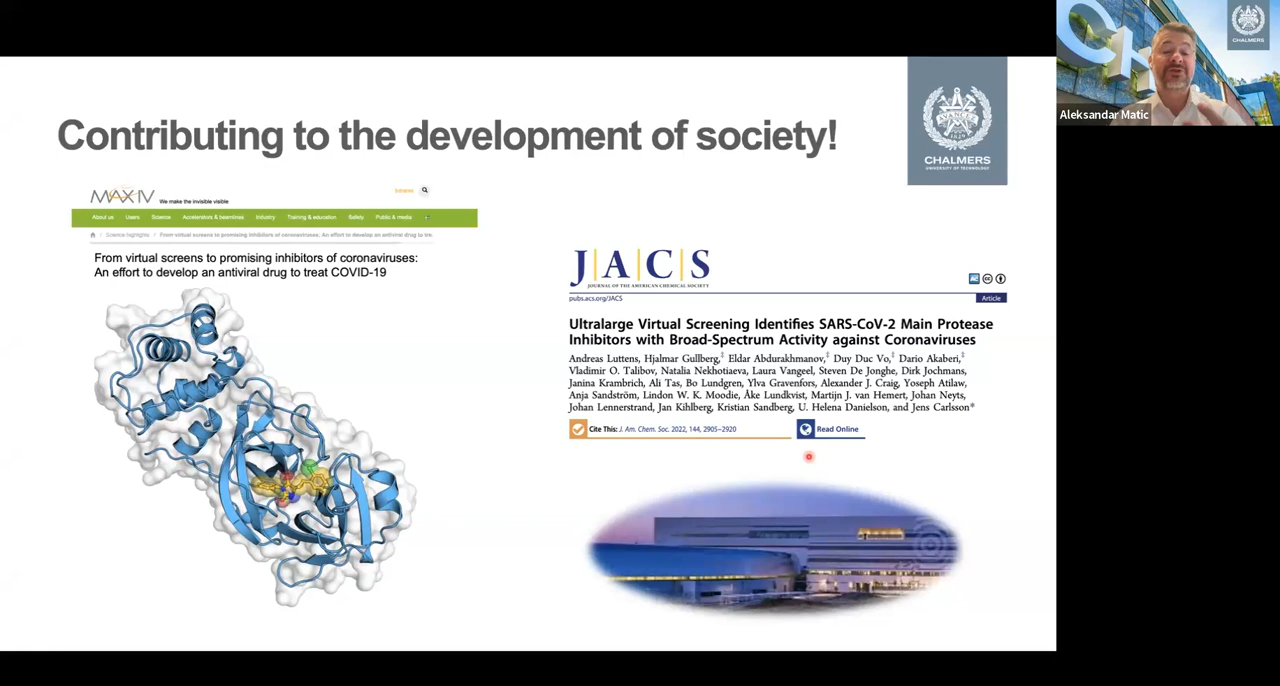 Contributing to the development of society!
AVANCEZ
CHALMERS
UNIVERSITY OF TECHNOLOGY
MAX IV We make the invisible visible
Intranet
About us Users Science Accelerators & beamlines Industry Training & education Safety Public & media
Science highlights From virtual screens to promising inhibitors of coronaviruses: An effort to develop an antiviral drug to tre
From virtual screens to promising inhibitors of coronaviruses:
An effort to develop an antiviral drug to treat COVID-19
J|A|C|S
JOURNAL OF THE AMERICAN CHEMICAL SOCIETY
pubs.acs.org/JACS
Article
Ultralarge Virtual Screening Identifies SARS-CoV-2 Main Protease
Inhibitors with Broad-Spectrum Activity against Coronaviruses
Andreas Luttens, Hjalmar Gullberg,‡ Eldar Abdurakhmanov,‡ Duy Duc Vo,‡ Dario Akaberi,‡
Vladimir O. Talibov, Natalia Nekhotiaeva, Laura Vangeel, Steven De Jonghe, Dirk Jochmans,
Janina Krambrich, Ali Tas, Bo Lundgren, Ylva Gravenfors, Alexander J. Craig, Yoseph Atilaw,
Anja Sandström, Lindon W. K. Moodie, Åke Lundkvist, Martijn J. van Hemert, Johan Neyts,
Johan Lennerstrand, Jan Kihlberg, Kristian Sandberg, U. Helena Danielson, and Jens Carlsson*
Cite This: J. Am. Chem. Soc. 2022, 144, 2905–2920
Read Online
CH
CHALMERS
Aleksandar Matic